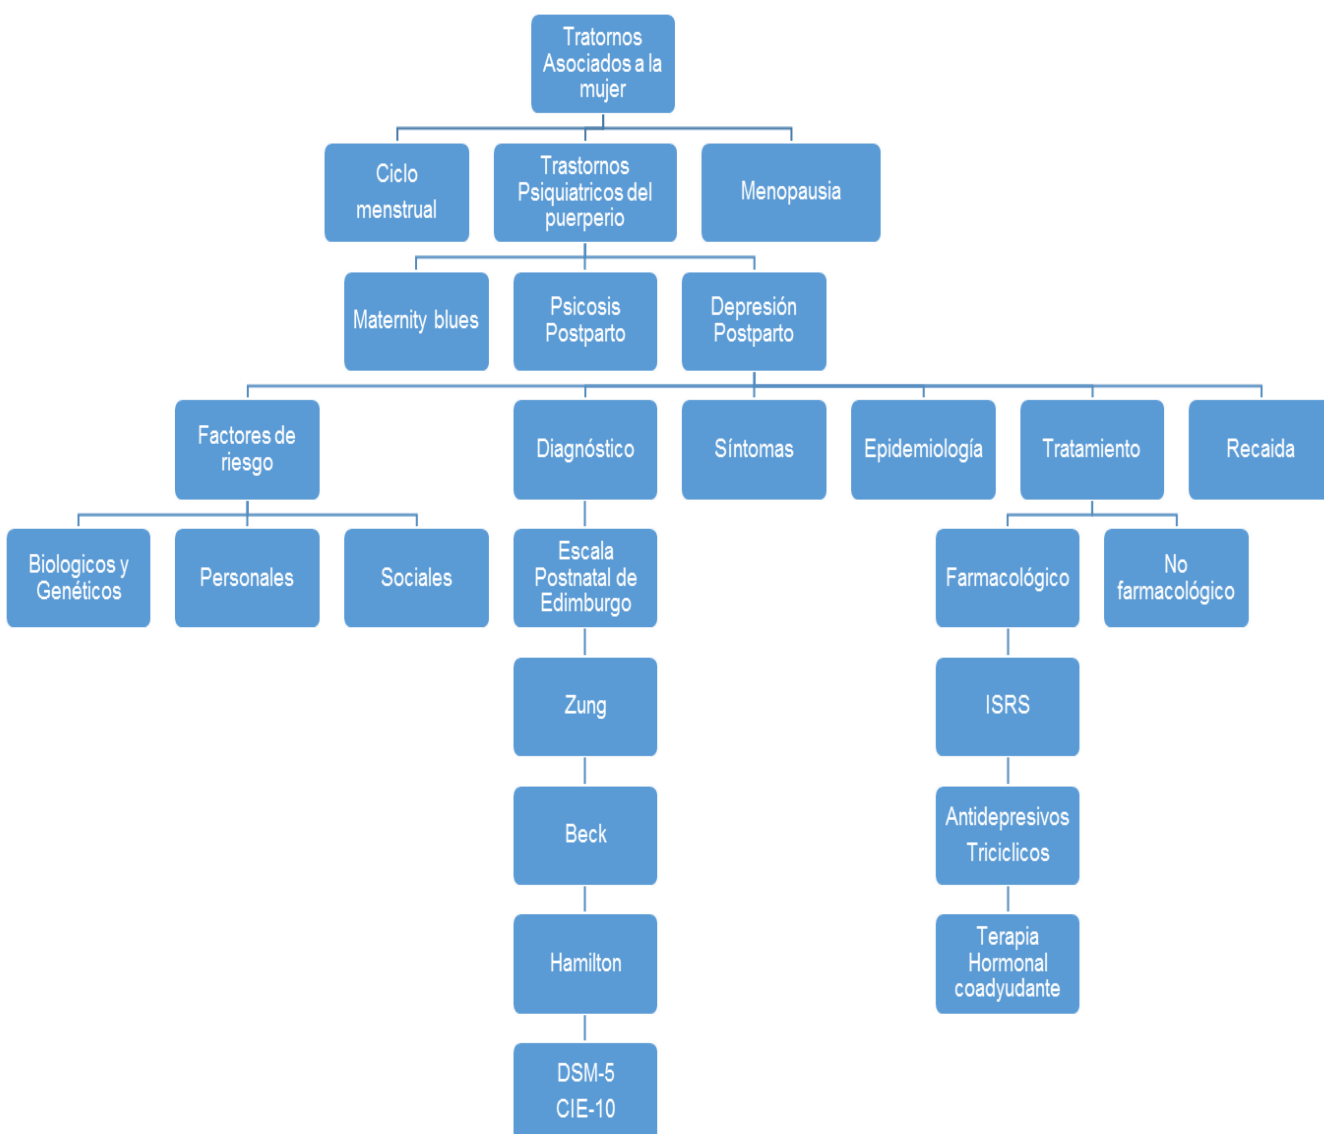 Tratornos
Asociados a la
mujer
Ciclo
menstrual
Trastornos
Psiquiatricos del
puerperio
Menopausia
Maternity blues
Psicosis
Postparto
Depresión
Postparto
Factores de
riesgo
Diagnóstico
Síntomas
Epidemiología
Tratamiento
Recaida
Biologicos y
Genéticos
Personales
Sociales
Escala
Postnatal de
Edimburgo
Farmacológico
No
farmacológico
Zung
ISRS
Beck
Antidepresivos
Triciclicos
Hamilton
Terapia
Hormonal
coadyudante
DSM-5
CIE-10